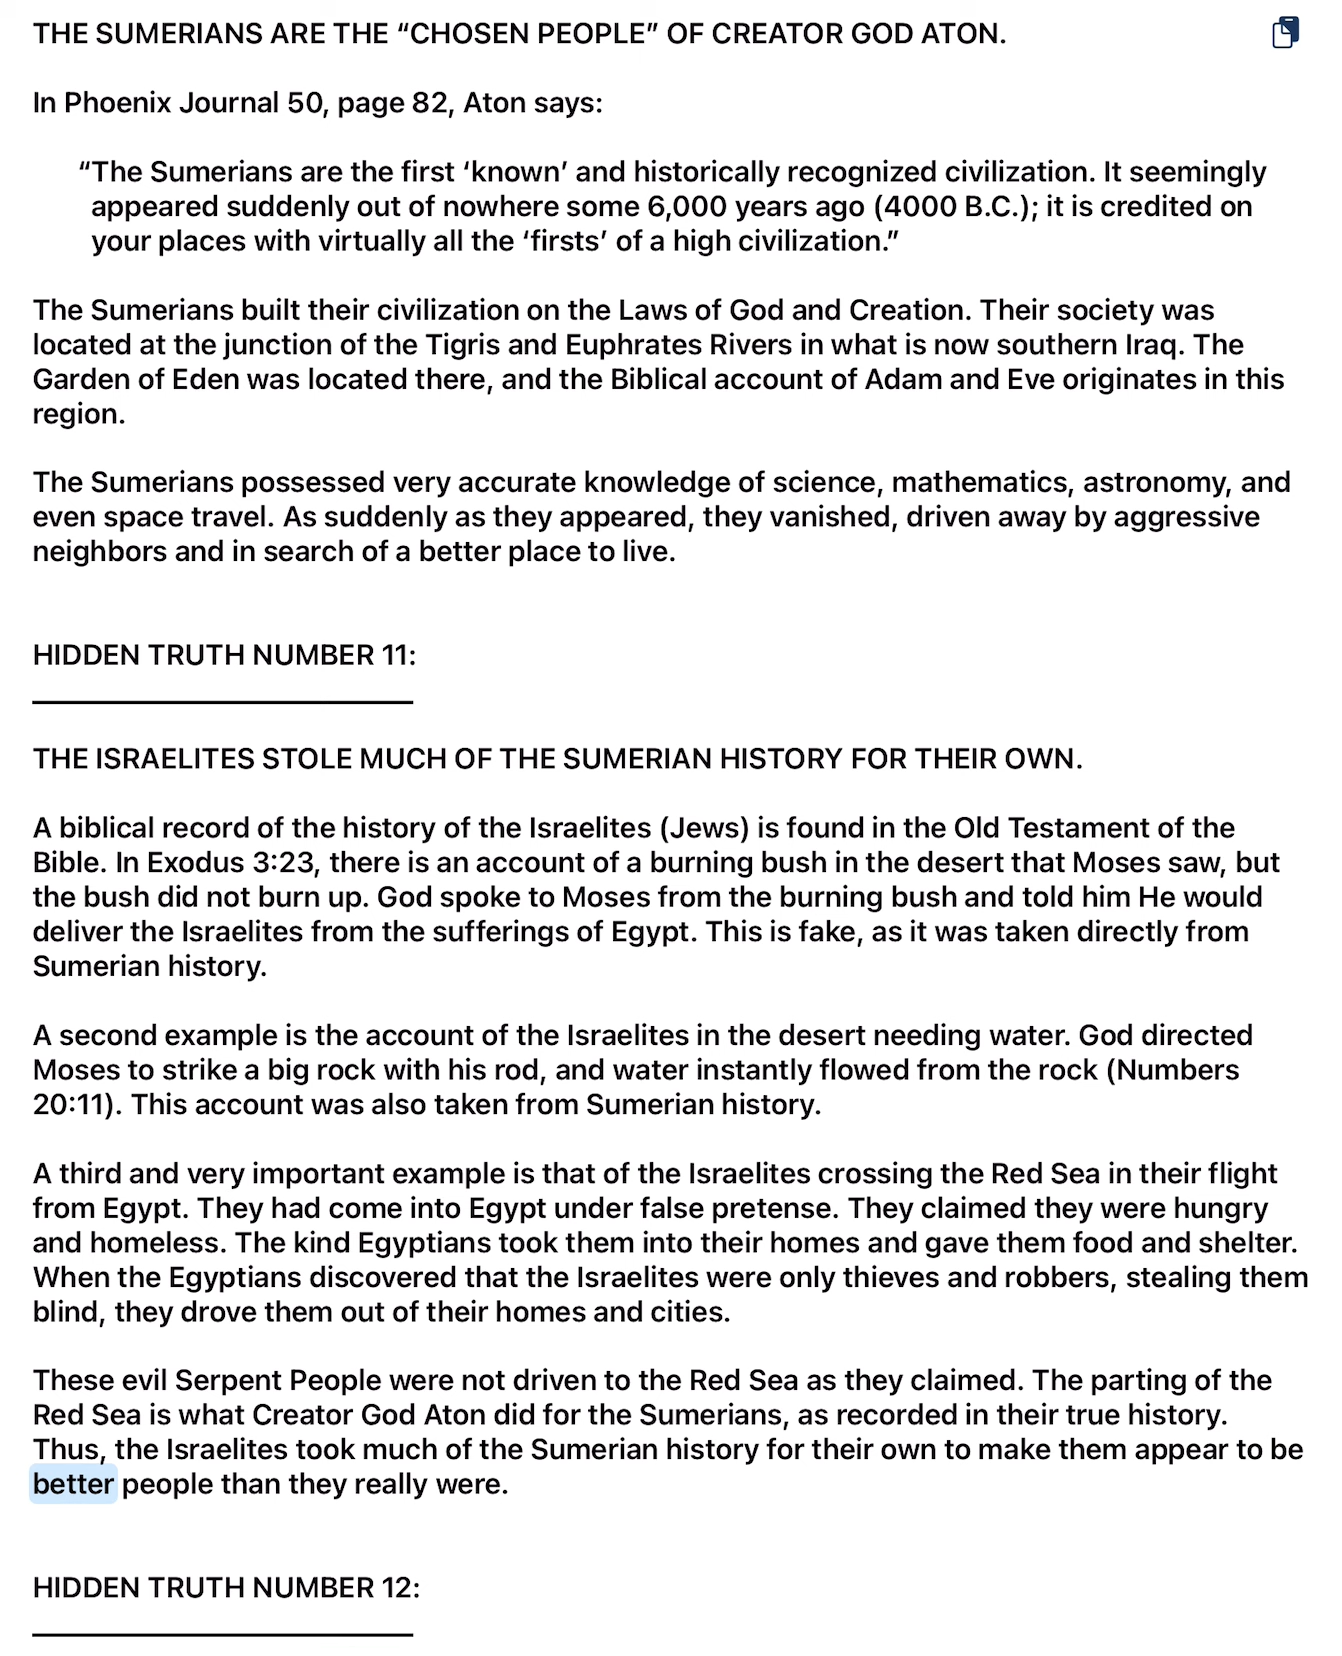 THE SUMERIANS ARE THE “CHOSEN PEOPLE” OF CREATOR GOD ATON.
In Phoenix Journal 50, page 82, Aton says:
“The Sumerians are the first ‘known’ and historically recognized civilization. It seemingly
appeared suddenly out of nowhere some 6,000 years ago (4000 B.C.); it is credited on
your places with virtually all the ‘firsts’ of a high civilization.”
The Sumerians built their civilization on the Laws of God and Creation. Their society was
located at the junction of the Tigris and Euphrates Rivers in what is now southern Iraq. The
Garden of Eden was located there, and the Biblical account of Adam and Eve originates in this
region.
The Sumerians possessed very accurate knowledge of science, mathematics, astronomy, and
even space travel. As suddenly as they appeared, they vanished, driven away by aggressive
neighbors and in search of a better place to live.
HIDDEN TRUTH NUMBER 11:
THE ISRAELITES STOLE MUCH OF THE SUMERIAN HISTORY FOR THEIR OWN.
A biblical record of the history of the Israelites (Jews) is found in the Old Testament of the
Bible. In Exodus 3:23, there is an account of a burning bush in the desert that Moses saw, but
the bush did not burn up. God spoke to Moses from the burning bush and told him He would
deliver the Israelites from the sufferings of Egypt. This is fake, as it was taken directly from
Sumerian history.
A second example is the account of the Israelites in the desert needing water. God directed
Moses to strike a big rock with his rod, and water instantly flowed from the rock (Numbers
20:11). This account was also taken from Sumerian history.
A third and very important example is that of the Israelites crossing the Red Sea in their flight
from Egypt. They had come into Egypt under false pretense. They claimed they were hungry
and homeless. The kind Egyptians took them into their homes and gave them food and shelter.
When the Egyptians discovered that the Israelites were only thieves and robbers, stealing them
blind, they drove them out of their homes and cities.
These evil Serpent People were not driven to the Red Sea as they claimed. The parting of the
Red Sea is what Creator God Aton did for the Sumerians, as recorded in their true history.
Thus, the Israelites took much of the Sumerian history for their own to make them appear to be
better people than they really were.
HIDDEN TRUTH NUMBER 12: